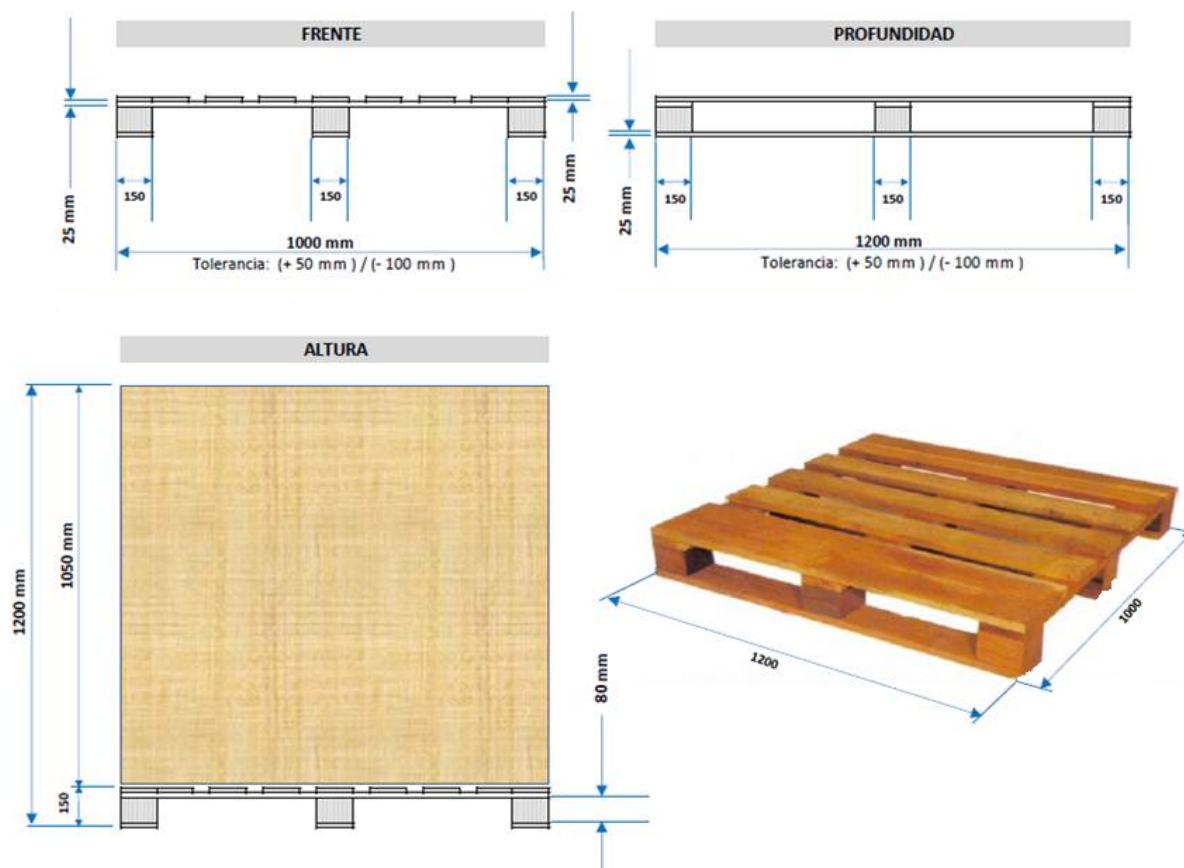 FRENTE
25 mm
150
150
150
25 mm
1000 mm
Tolerancia: (+ 50 mm ) / (- 100 mm )
PROFUNDIDAD
25 mm
150
150
150
1200 mm
Tolerancia: (+ 50 mm ) / (- 100 mm )
ALTURA
1200 mm
1050 mm
150
80 mm
1200
1000